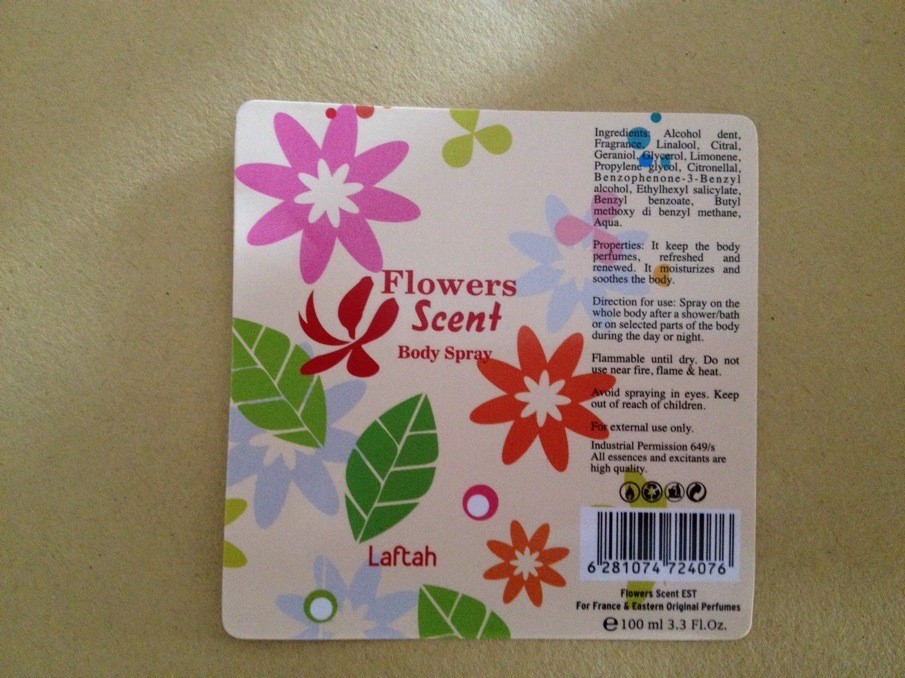 Flowers
Scent
Body Spray
Laftah
Ingredients: Alcohol dent,
Fragrance, Linalool, Citral,
Geraniol, Glycerol, Limonene,
Propylene glycol, Citronellal,
Benzophenone-3-Benzyl
alcohol, Ethylhexyl salicylate,
Benzyl benzoate, Butyl
methoxy di benzyl methane,
Aqua.
Properties: It keep the body
perfumes, refreshed and
renewed. It moisturizes and
soothes the body.
Direction for use: Spray on the
whole body after a shower/bath
or on selected parts of the body
during the day or night.
Flammable until dry. Do not
use near fire, flame & heat.
Avoid spraying in eyes. Keep
out of reach of children.
For external use only.
Industrial Permission 649/s
All essences and excitants are
high quality.
6 281074 724076
Flowers Scent EST
For France & Eastern Original Perfumes
e 100 ml 3.3 Fl.Oz.